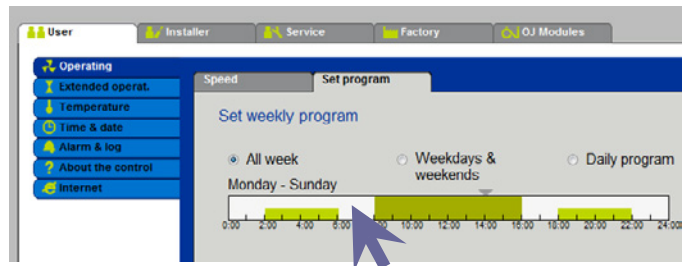 User Installer Service Factory OJ Modules
Operating
Speed Set program
Extended operat.
Temperature
Set weekly program
Time & date
Alarm & log
About the control
All week Weekdays & weekends Daily program
Internet
Monday - Sunday
0:00 2:00 4:00 6:00 10:00 12:00 14:00 16:00 18:00 20:00 22:00 24:00